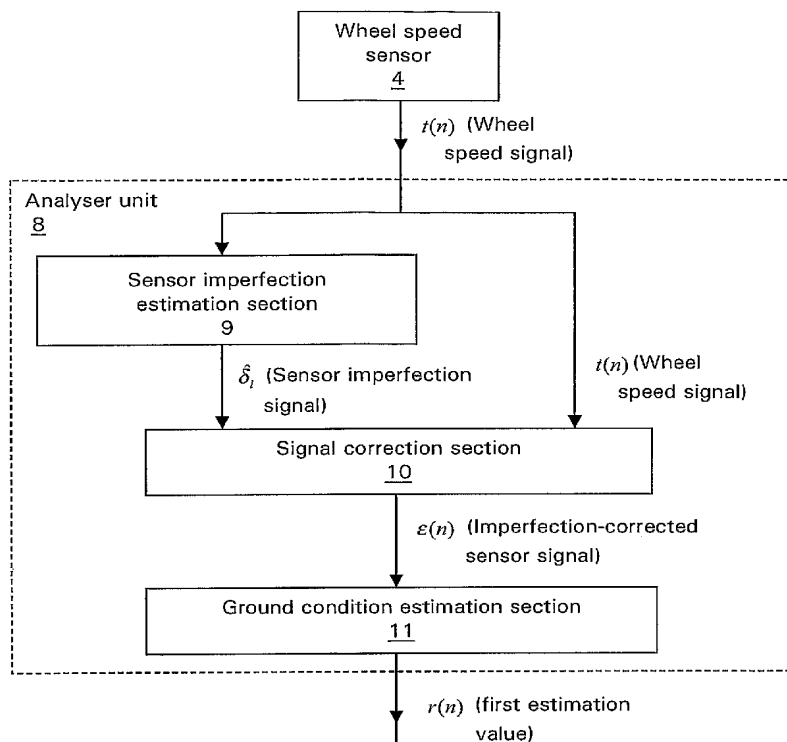 Wheel speed
sensor
4
t(n) (Wheel
speed signal)
Analyser unit
8
Sensor imperfection
estimation section
9
δ̂ₗ (Sensor imperfection
signal)
t(n) (Wheel
speed signal)
Signal correction section
10
ε(n) (Imperfection-corrected
sensor signal)
Ground condition estimation section
11
r(n) (first estimation
value)